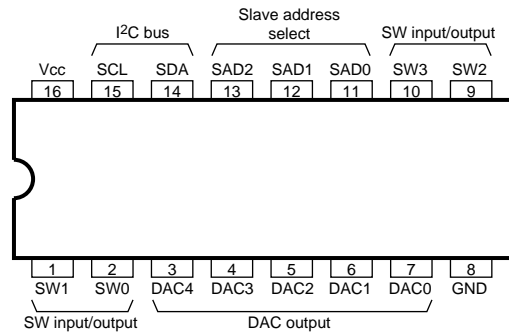 Slave address
select
I²C bus
SW input/output
Vcc SCL SDA SAD2 SAD1 SAD0 SW3 SW2
16 15 14 13 12 11 10 9
1 2 3 4 5 6 7 8
SW1 SW0 DAC4 DAC3 DAC2 DAC1 DAC0 GND
SW input/output DAC output